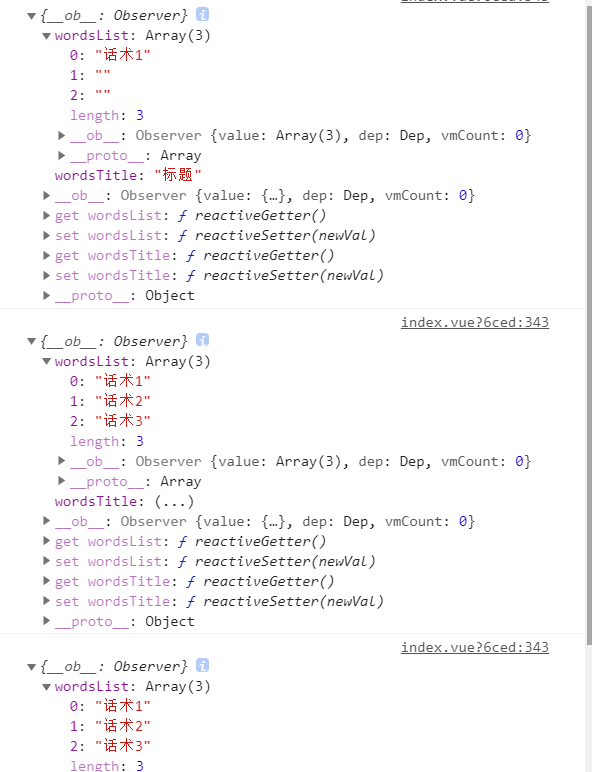 index.vue?6ced:343
▼{__ob__: Observer} i
▼wordsList: Array(3)
0: "话术1"
1: ""
2: ""
length: 3
▶__ob__: Observer {value: Array(3), dep: Dep, vmCount: 0}
▶__proto__: Array
wordsTitle: "标题"
▶__ob__: Observer {value: {…}, dep: Dep, vmCount: 0}
▶get wordsList: ƒ reactiveGetter()
▶set wordsList: ƒ reactiveSetter(newVal)
▶get wordsTitle: ƒ reactiveGetter()
▶set wordsTitle: ƒ reactiveSetter(newVal)
▶__proto__: Object
index.vue?6ced:343
▼{__ob__: Observer} i
▼wordsList: Array(3)
0: "话术1"
1: "话术2"
2: "话术3"
length: 3
▶__ob__: Observer {value: Array(3), dep: Dep, vmCount: 0}
▶__proto__: Array
wordsTitle: (...)
▶__ob__: Observer {value: {…}, dep: Dep, vmCount: 0}
▶get wordsList: ƒ reactiveGetter()
▶set wordsList: ƒ reactiveSetter(newVal)
▶get wordsTitle: ƒ reactiveGetter()
▶set wordsTitle: ƒ reactiveSetter(newVal)
▶__proto__: Object
index.vue?6ced:343
▼{__ob__: Observer} i
▼wordsList: Array(3)
0: "话术1"
1: "话术2"
2: "话术3"
length: 3